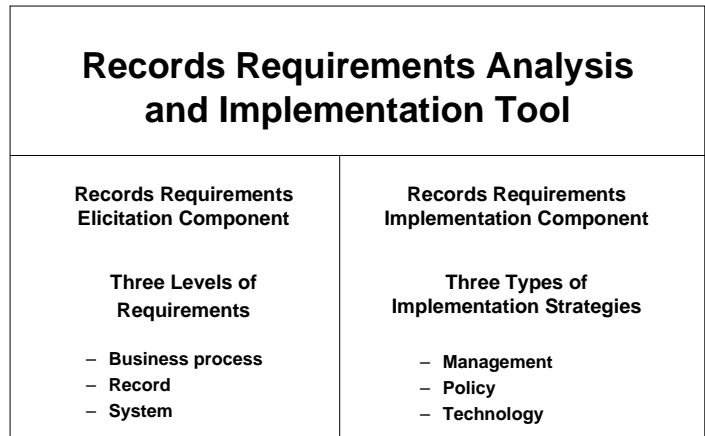 Records Requirements Analysis
and Implementation Tool
Records Requirements
Elicitation Component
Three Levels of
Requirements
– Business process
– Record
– System
Records Requirements
Implementation Component
Three Types of
Implementation Strategies
– Management
– Policy
– Technology